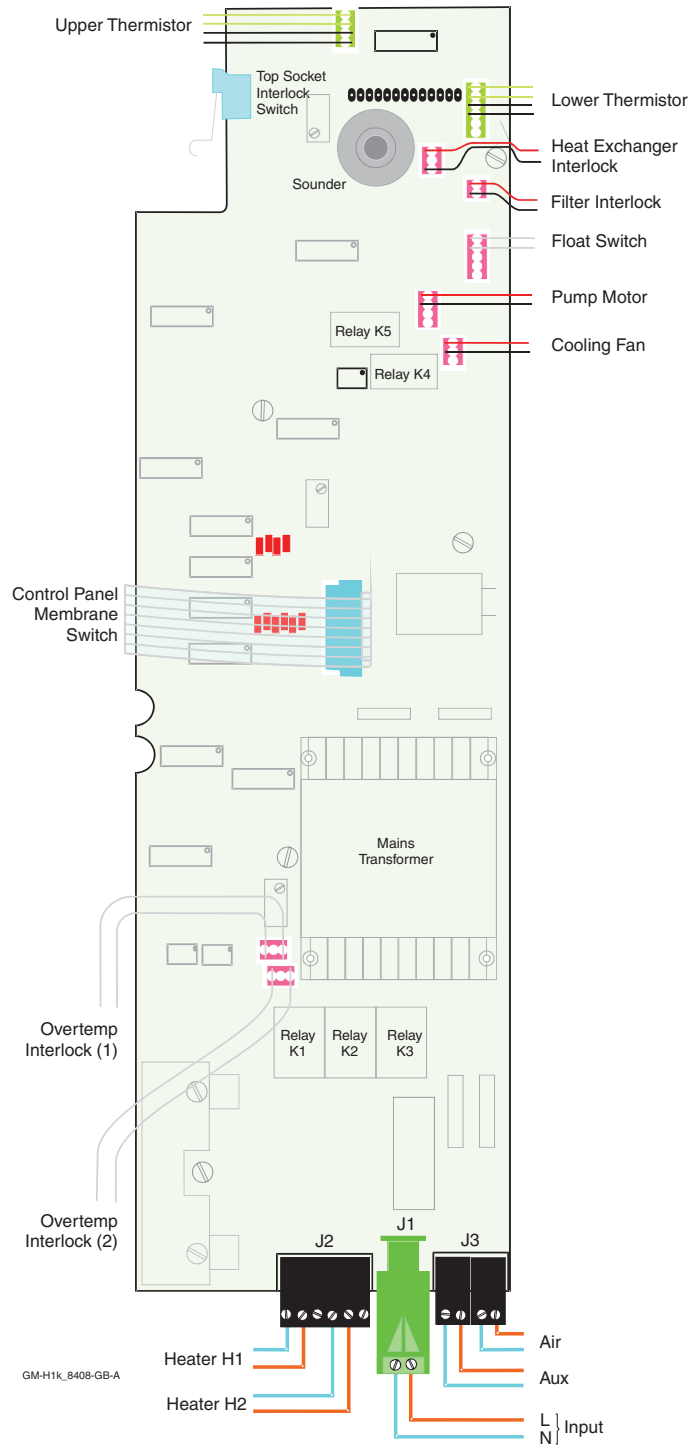 Upper Thermistor
Top Socket
Interlock
Switch
Lower Thermistor
Heat Exchanger
Interlock
Sounder
Filter Interlock
Float Switch
Pump Motor
Relay K5
Cooling Fan
Relay K4
Control Panel
Membrane
Switch
Mains
Transformer
Overtemp
Interlock (1)
Relay
K1
Relay
K2
Relay
K3
Overtemp
Interlock (2)
J2
J1
J3
Heater H1
Air
GM-H1k_8408-GB-A
Aux
Heater H2
L
N
Input